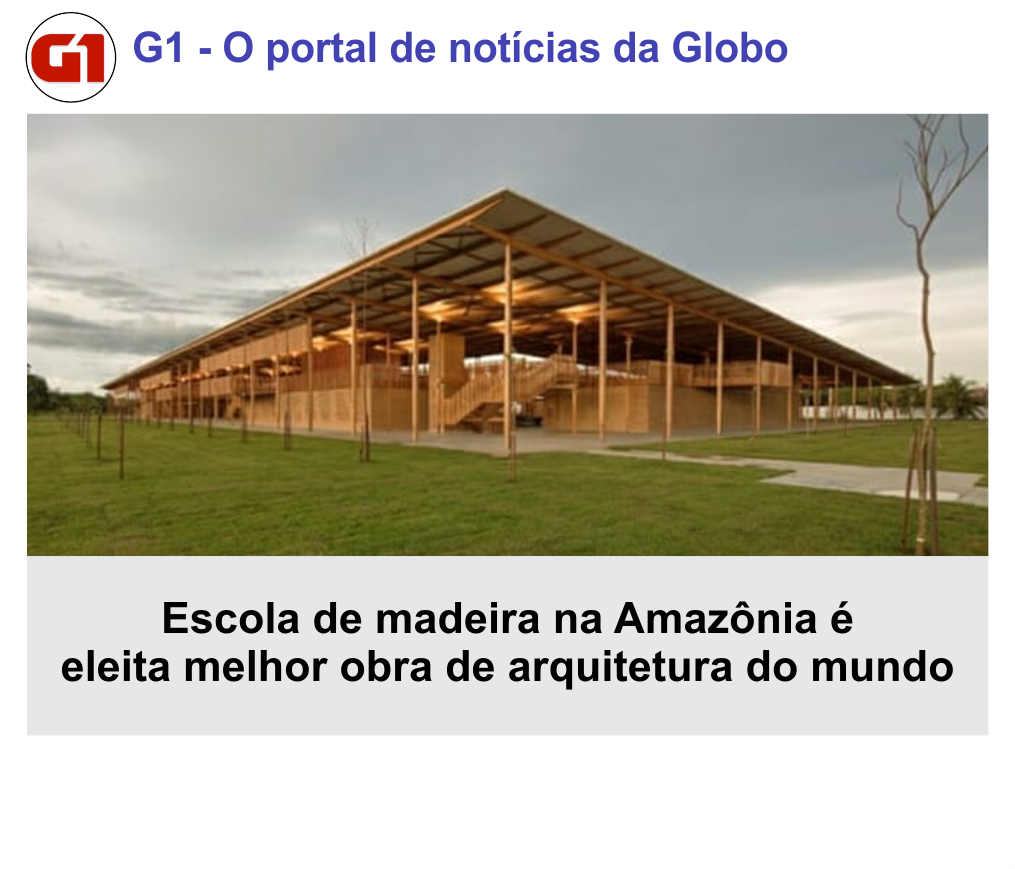 G1
G1 - O portal de notícias da Globo
Escola de madeira na Amazônia é
eleita melhor obra de arquitetura do mundo